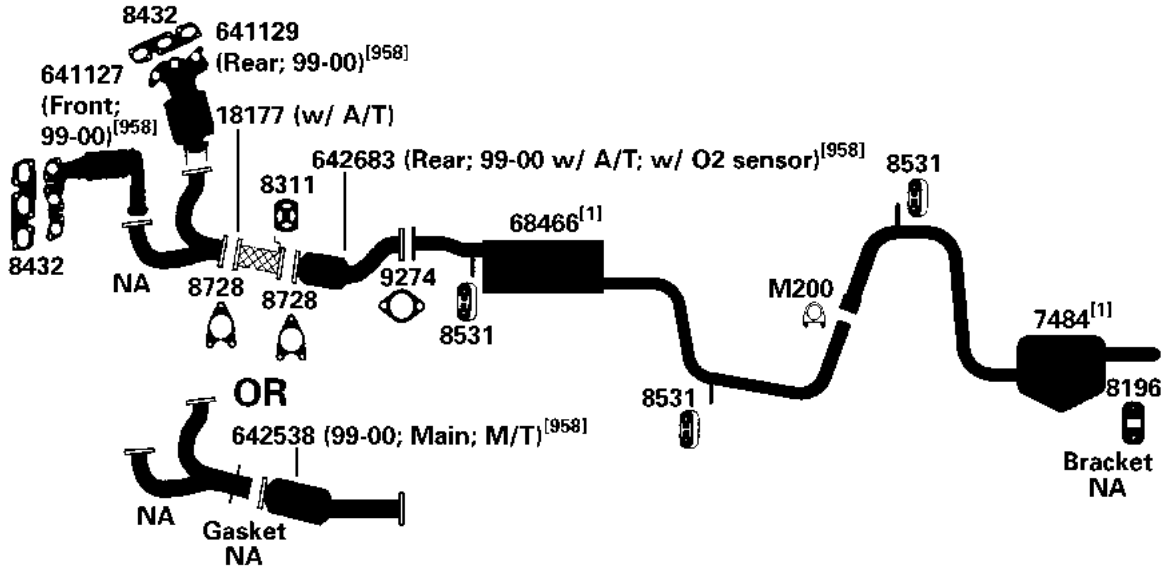 8432
641129
(Rear; 99-00)[958]
641127
(Front;
99-00)[958]
18177 (w/ A/T)
642683 (Rear; 99-00 w/ A/T; w/ O2 sensor)[958]
8531
8311
68466[1]
8432
NA
8728
8728
9274
8531
M200
7484[1]
8531
8196
OR
642538 (99-00; Main; M/T)[958]
Bracket
NA
NA
Gasket
NA